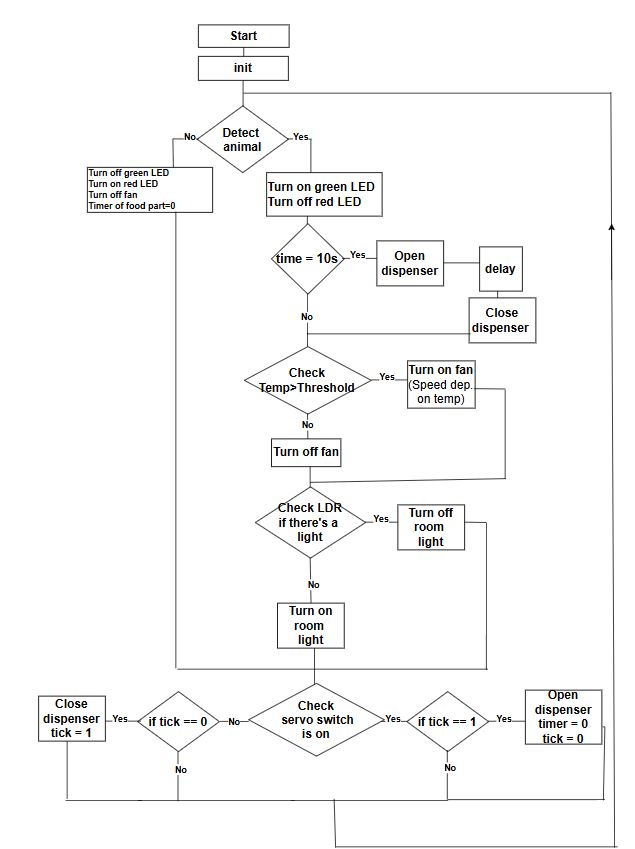 Start
init
Detect
animal
No
Yes
Turn off green LED
Turn on red LED
Turn off fan
Timer of food part=0
Turn on green LED
Turn off red LED
time = 10s
Yes
Open
dispenser
delay
Close
dispenser
No
Check
Temp>Threshold
Yes
Turn on fan
(Speed dep.
on temp)
No
Turn off fan
Check LDR
if there's a
light
Yes
Turn off
room
light
No
Turn on
room
light
Close
dispenser
tick = 1
Yes
if tick == 0
No
Check
servo switch
is on
Yes
if tick == 1
Yes
Open
dispenser
timer = 0
tick = 0
No
No